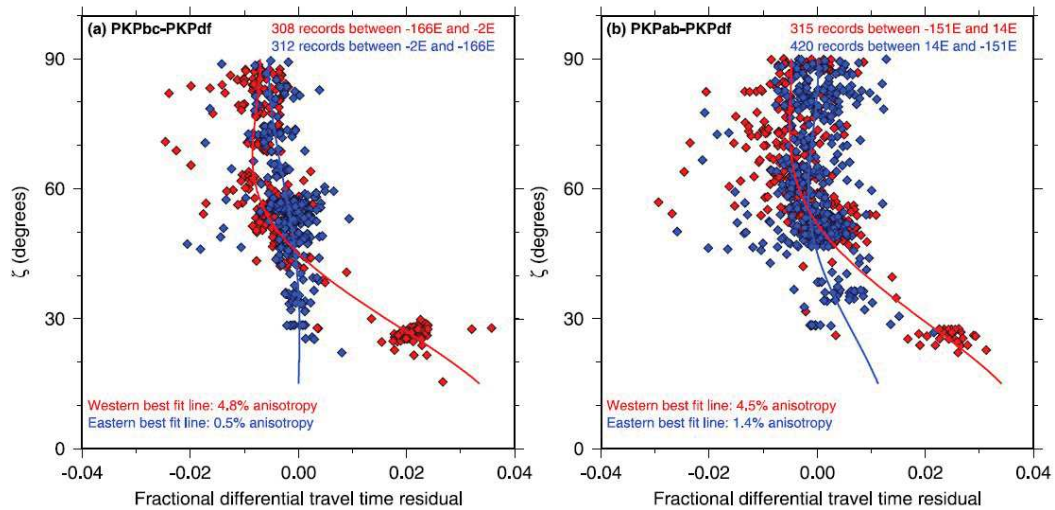 (a) PKPbc-PKPdf
308 records between -166E and -2E
312 records between -2E and -166E
90
60
30
0
ζ (degrees)
Western best fit line: 4.8% anisotropy
Eastern best fit line: 0.5% anisotropy
-0.04
-0.02
0.00
0.02
0.04
Fractional differential travel time residual
(b) PKPab-PKPdf
315 records between -151E and 14E
420 records between 14E and -151E
90
60
30
0
ζ (degrees)
Western best fit line: 4.5% anisotropy
Eastern best fit line: 1.4% anisotropy
-0.04
-0.02
0.00
0.02
0.04
Fractional differential travel time residual